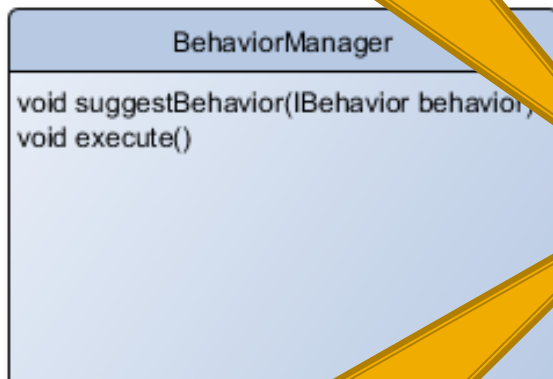 BehaviorManager
void suggestBehavior(IBehavior behavior)
void execute()